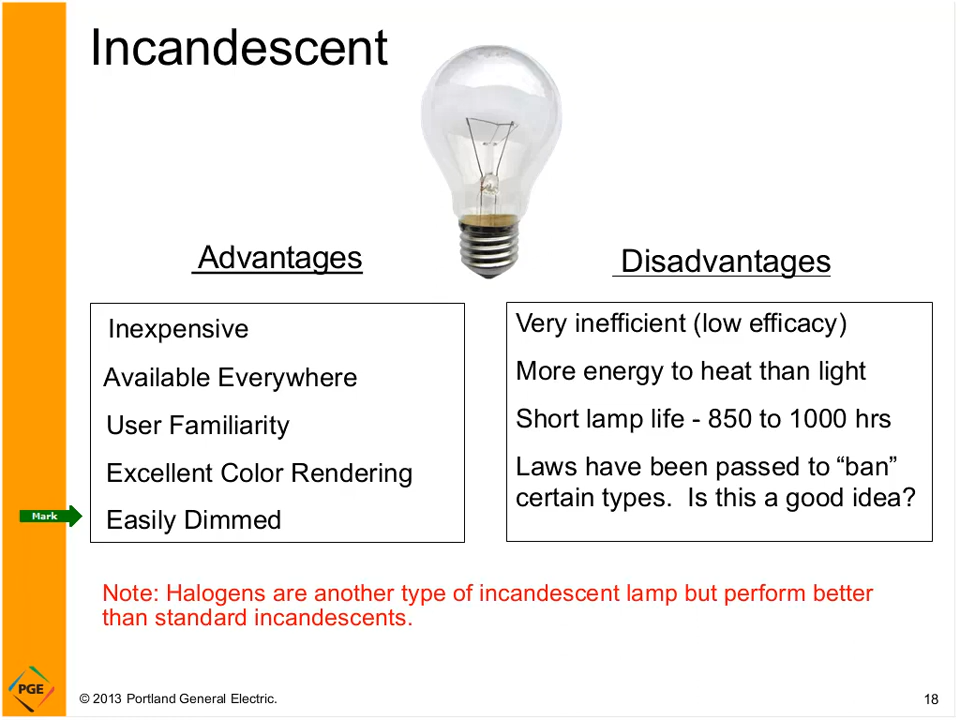 Incandescent
Advantages
Disadvantages
Inexpensive
Available Everywhere
User Familiarity
Excellent Color Rendering
Easily Dimmed
Very inefficient (low efficacy)
More energy to heat than light
Short lamp life - 850 to 1000 hrs
Laws have been passed to “ban”
certain types.  Is this a good idea?
Mark
Note: Halogens are another type of incandescent lamp but perform better
than standard incandescents.
PGE
© 2013 Portland General Electric.
18